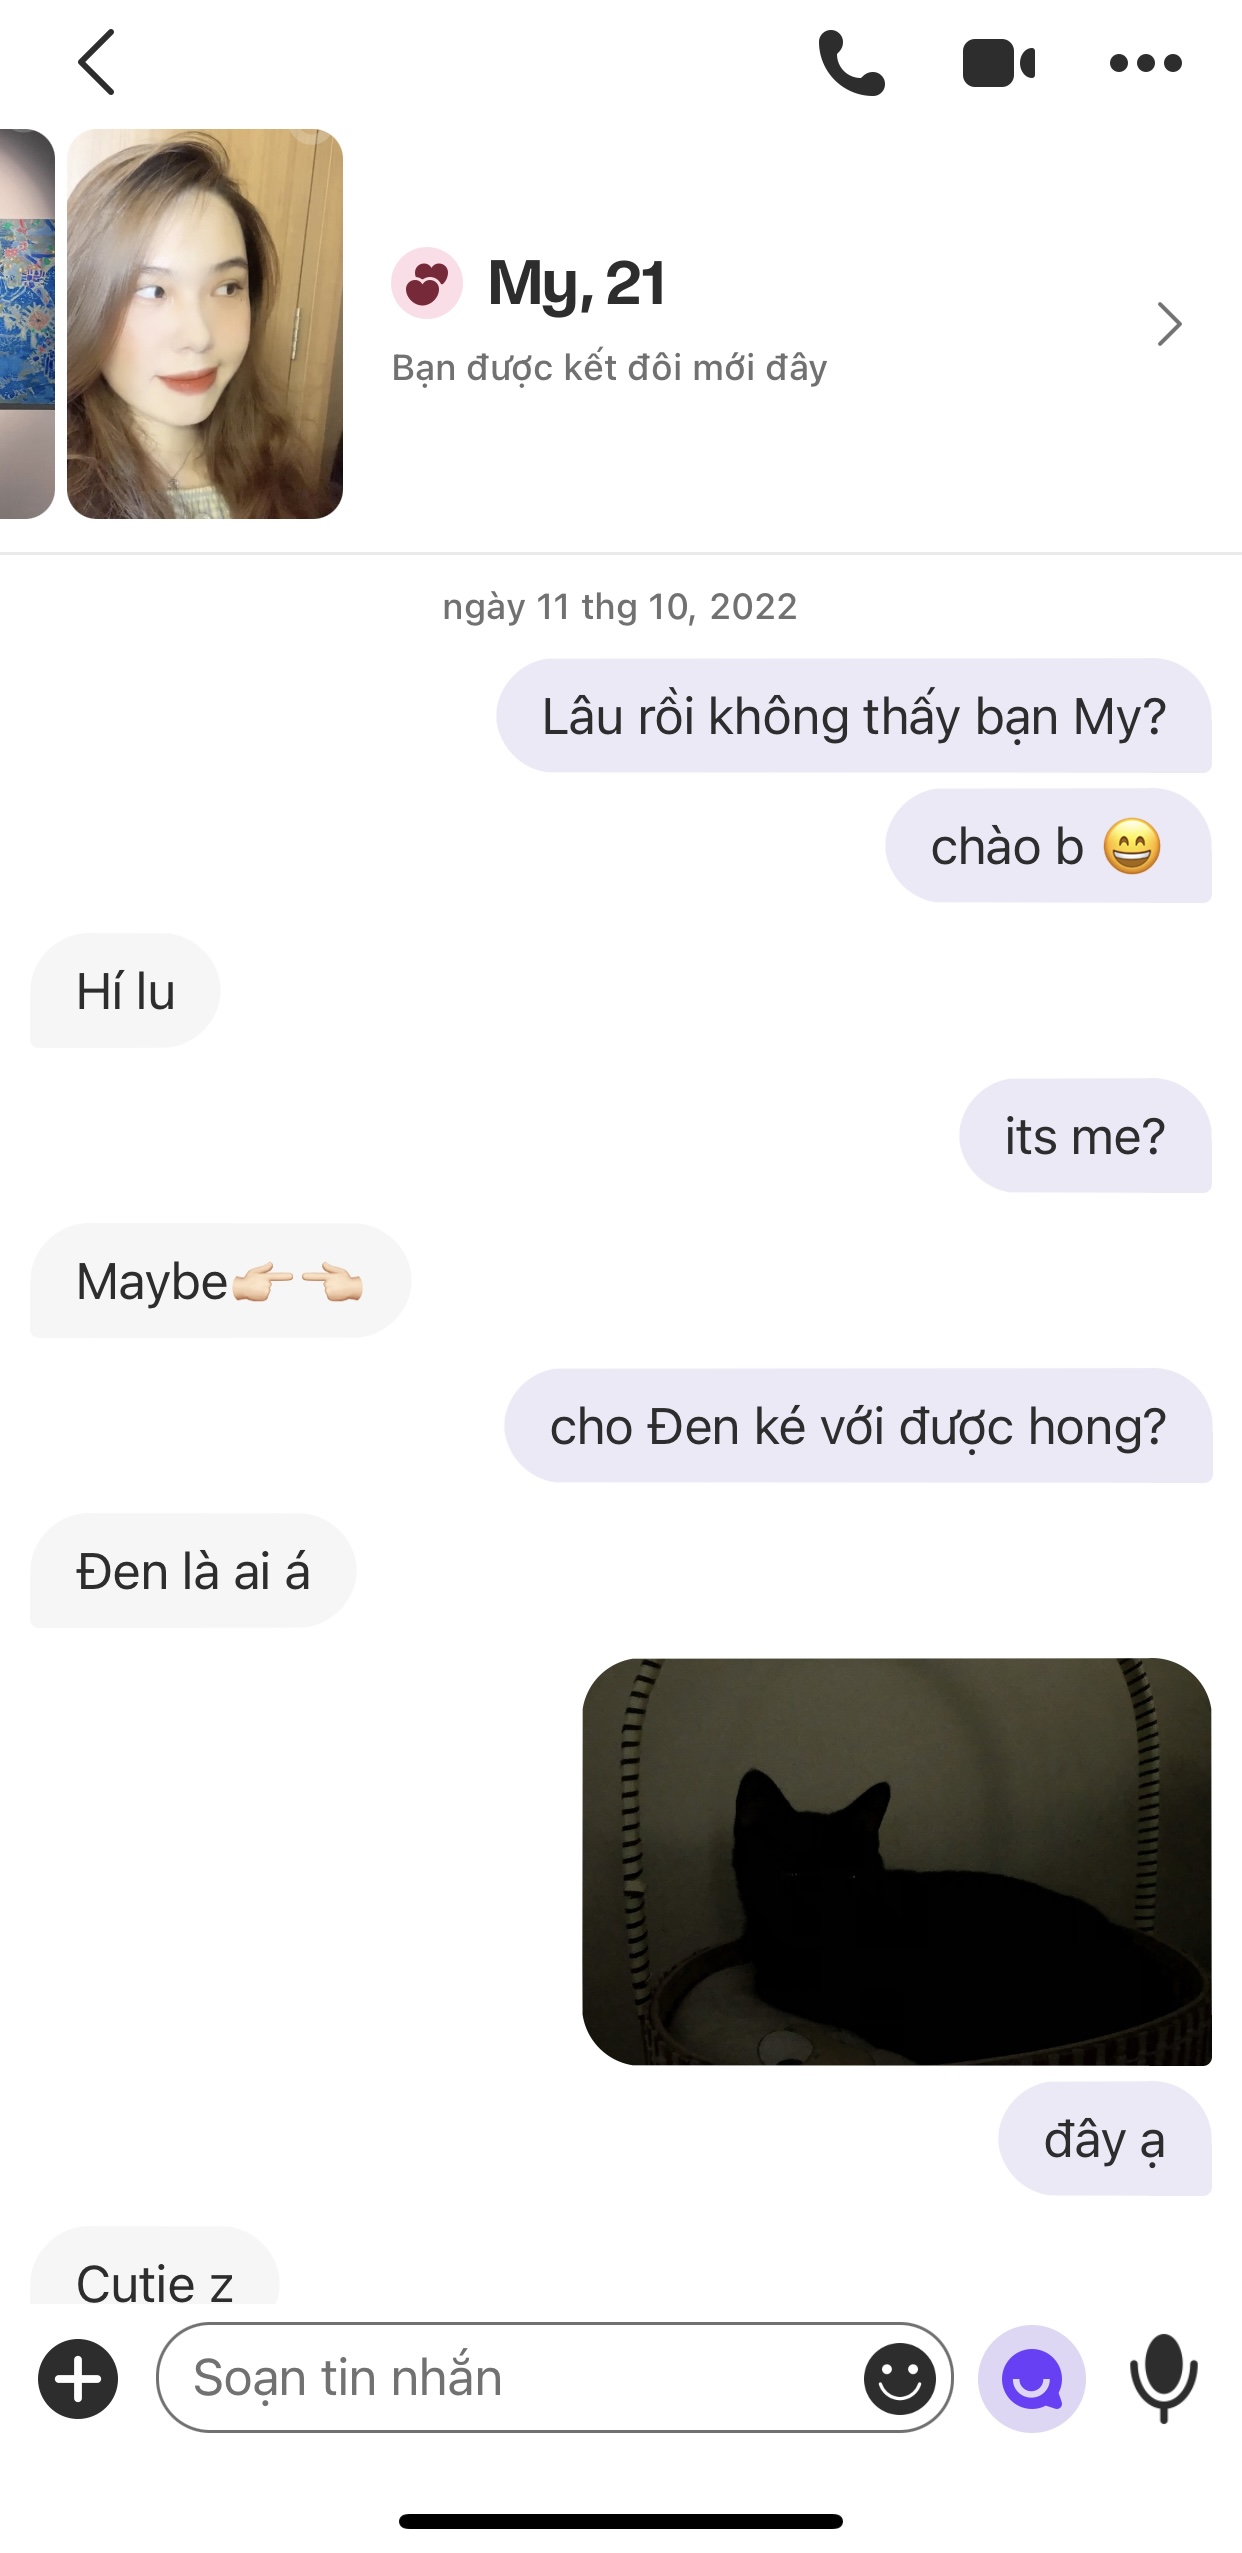 My, 21
Bạn được kết đôi mới đây
ngày 11 thg 10, 2022
Lâu rồi không thấy bạn My?
chào b 😄
Hí lu
its me?
Maybe👉🏻👈🏻
cho Đen ké với được hong?
Đen là ai á
đây ạ
Cutie z
Soạn tin nhắn